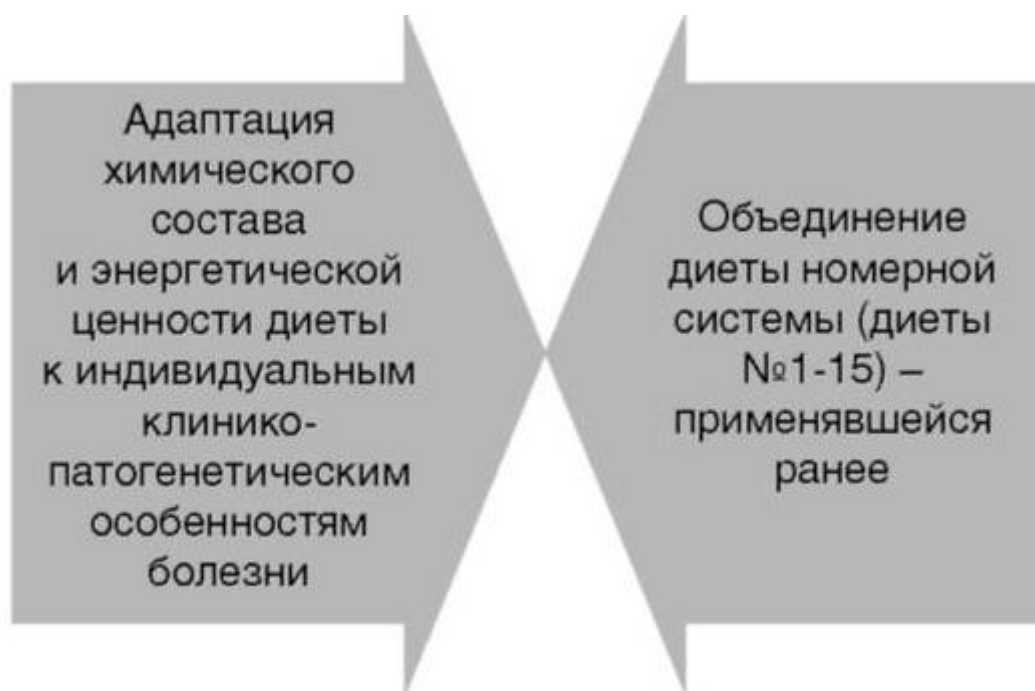 Адаптация
химического
состава
и энергетической
ценности диеты
к индивидуальным
клинико-
патогенетическим
особенностям
болезни
Объединение
диеты номерной
системы (диеты
№1-15) –
применявшейся
ранее